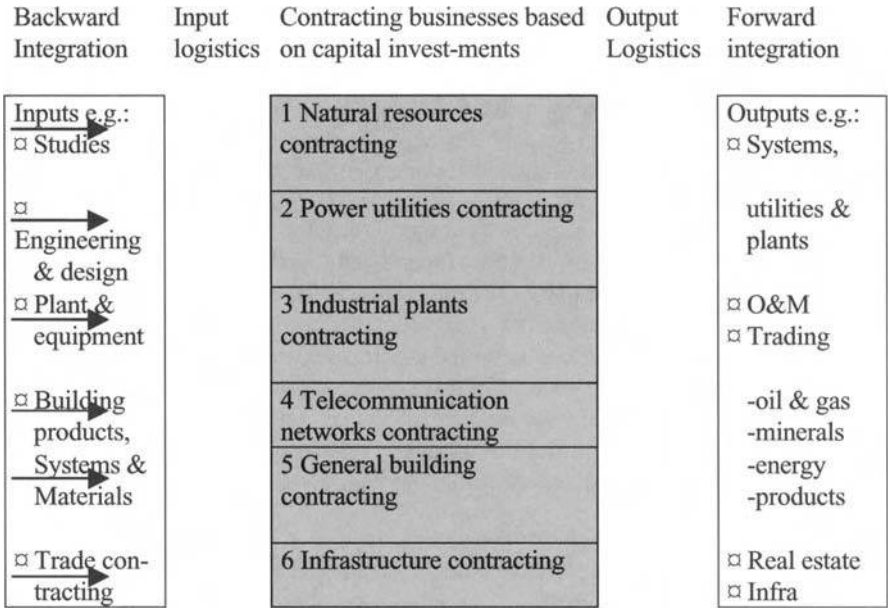 Backward
Integration
Input
logistics
Contracting businesses based
on capital invest-ments
Output
Logistics
Forward
integration
Inputs e.g.:
¤ Studies
¤
Engineering
& design
¤ Plant &
equipment
¤ Building
products,
Systems &
Materials
¤ Trade con-
tracting
1 Natural resources
contracting
2 Power utilities contracting
3 Industrial plants
contracting
4 Telecommunication
networks contracting
5 General building
contracting
6 Infrastructure contracting
Outputs e.g.:
¤ Systems,
utilities &
plants
¤ O&M
¤ Trading
-oil & gas
-minerals
-energy
-products
¤ Real estate
¤ Infra